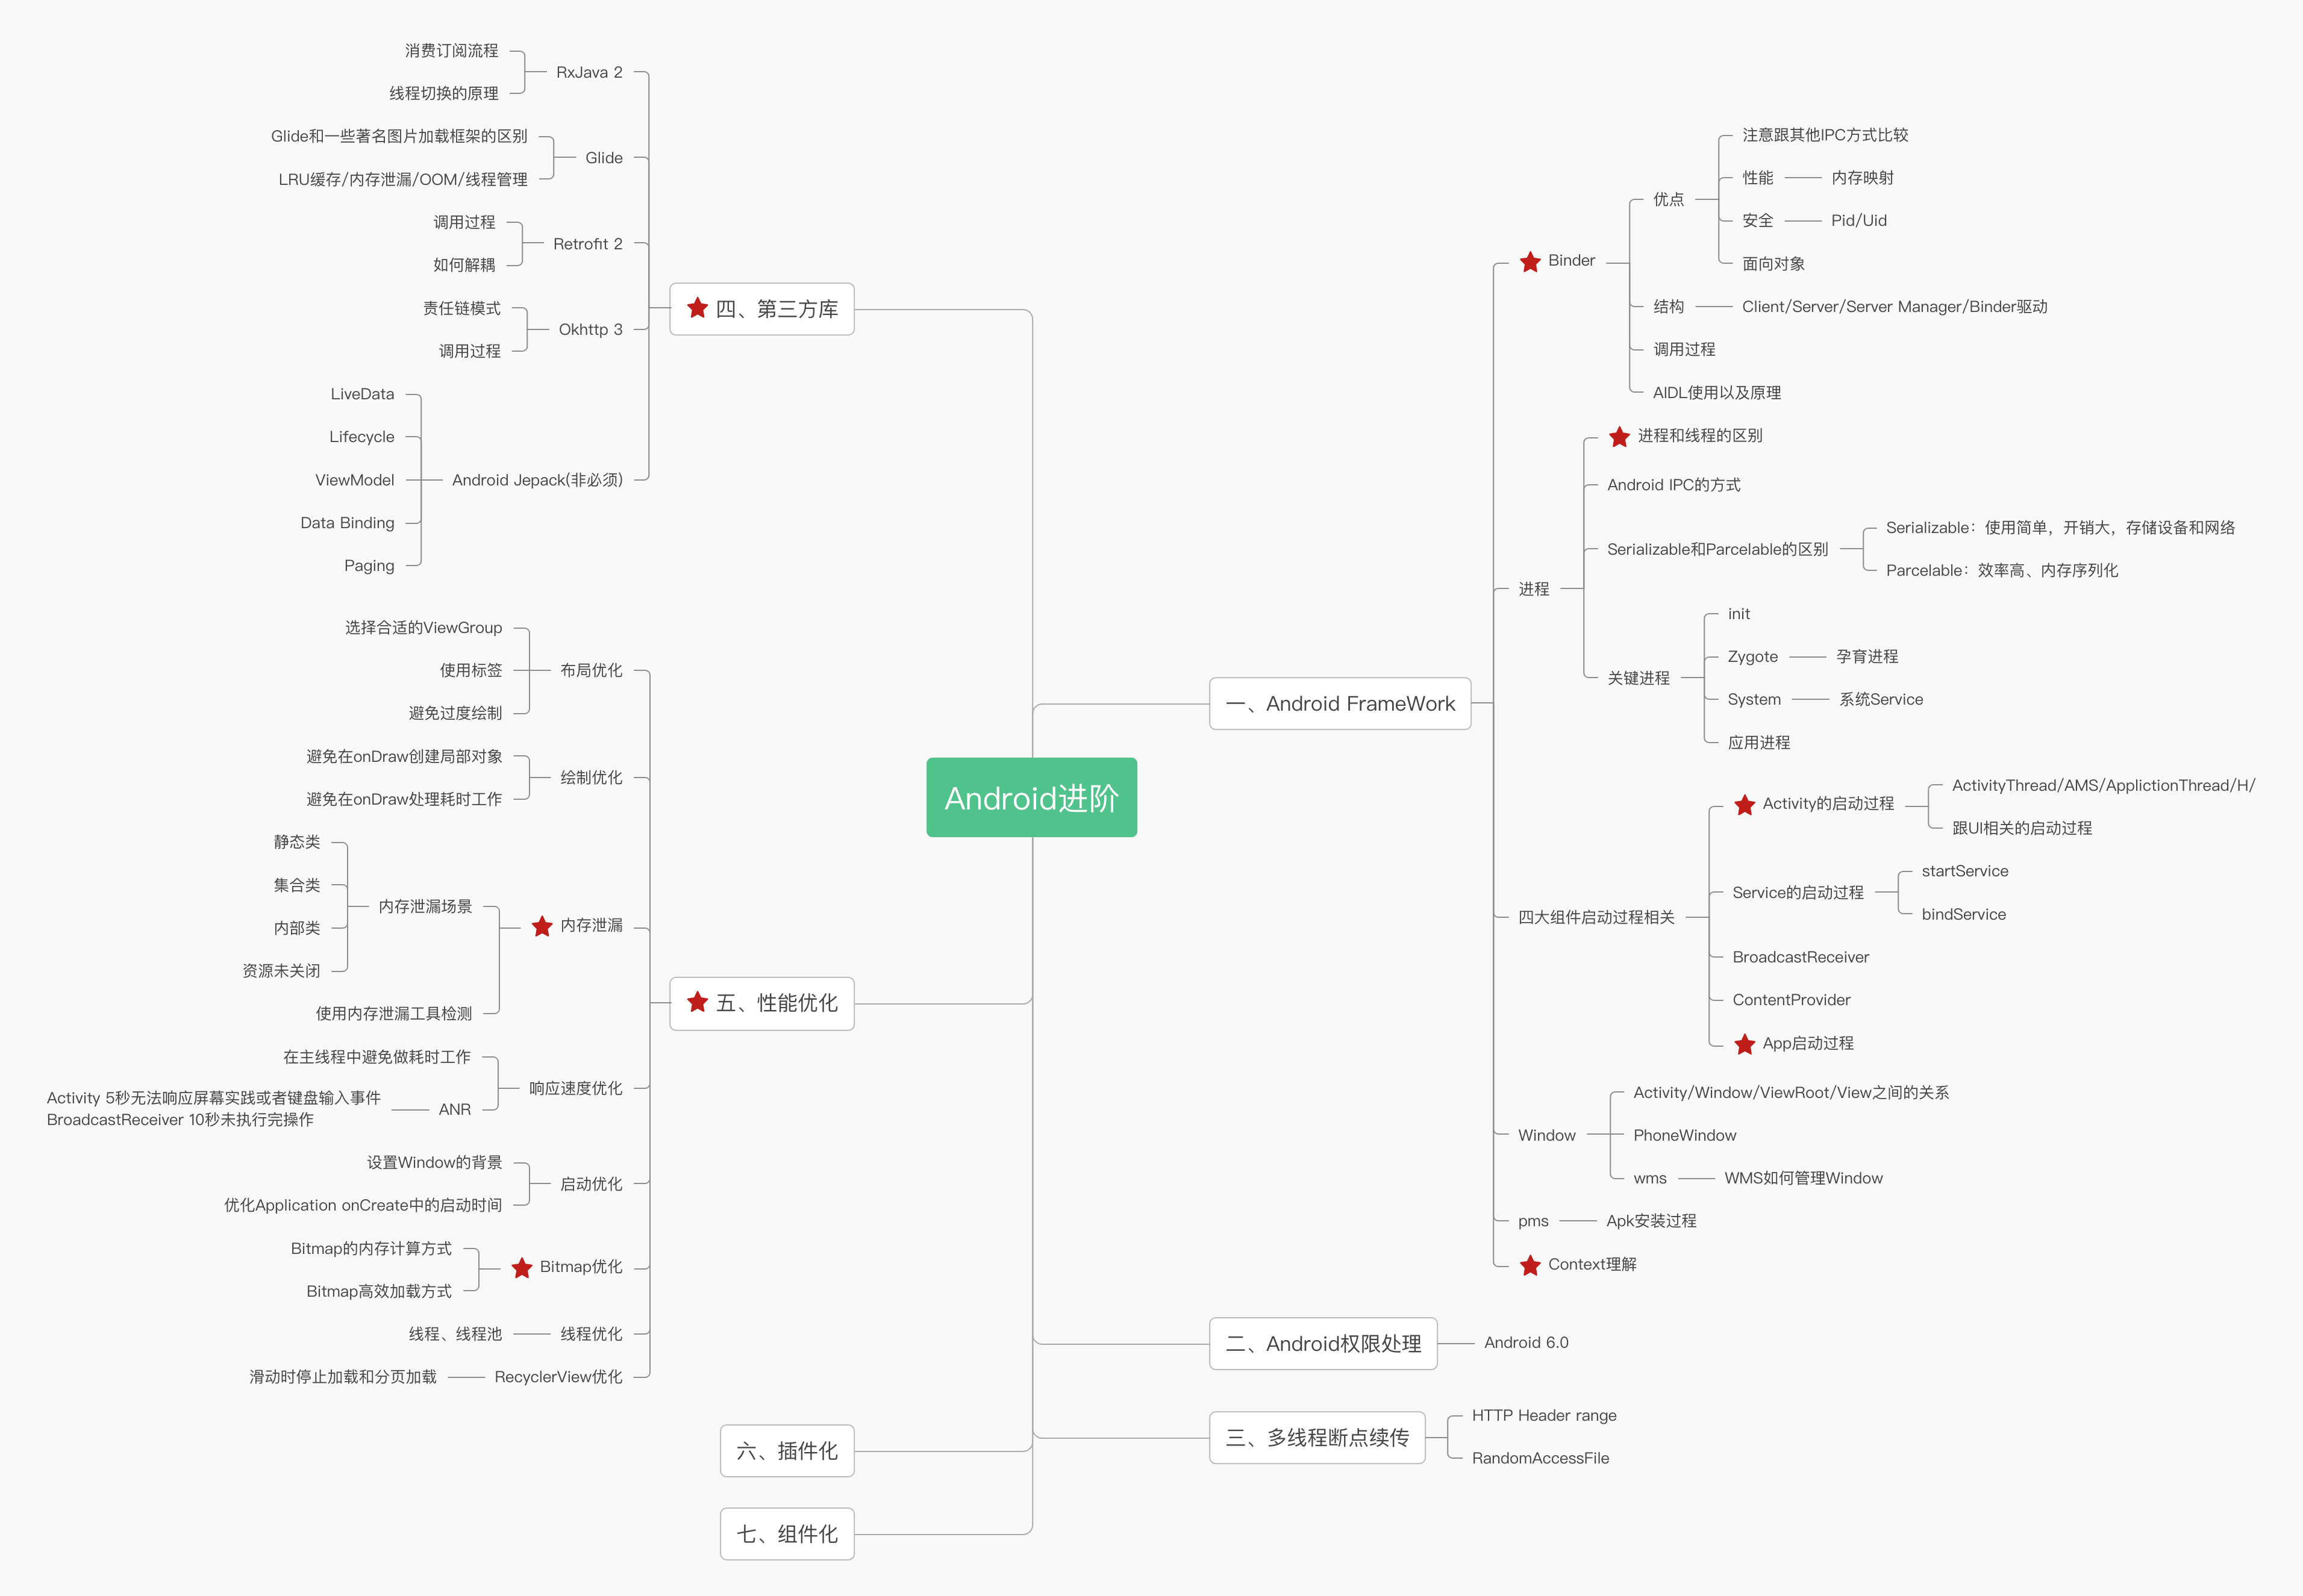 Android进阶
一、Android FrameWork
Binder
优点
注意跟其他IPC方式比较
性能
内存映射
安全
Pid/Uid
面向对象
结构
Client/Server/Server Manager/Binder驱动
调用过程
AIDL使用以及原理
进程
进程和线程的区别
Android IPC的方式
Serializable和Parcelable的区别
Serializable：使用简单，开销大，存储设备和网络
Parcelable：效率高、内存序列化
关键进程
init
Zygote
孕育进程
System
系统Service
应用进程
四大组件启动过程相关
Activity的启动过程
ActivityThread/AMS/ApplictionThread/H/
跟UI相关的启动过程
Service的启动过程
startService
bindService
BroadcastReceiver
ContentProvider
App启动过程
Window
Activity/Window/ViewRoot/View之间的关系
PhoneWindow
wms
WMS如何管理Window
pms
Apk安装过程
Context理解
二、Android权限处理
Android 6.0
三、多线程断点续传
HTTP Header range
RandomAccessFile
四、第三方库
RxJava 2
消费订阅流程
线程切换的原理
Glide
Glide和一些著名图片加载框架的区别
LRU缓存/内存泄漏/OOM/线程管理
Retrofit 2
调用过程
如何解耦
Okhttp 3
责任链模式
调用过程
Android Jepack(非必须)
LiveData
Lifecycle
ViewModel
Data Binding
Paging
五、性能优化
布局优化
选择合适的ViewGroup
使用标签
避免过度绘制
绘制优化
避免在onDraw创建局部对象
避免在onDraw处理耗时工作
内存泄漏
内存泄漏场景
静态类
集合类
内部类
资源未关闭
使用内存泄漏工具检测
响应速度优化
在主线程中避免做耗时工作
ANR
Activity 5秒无法响应屏幕实践或者键盘输入事件
BroadcastReceiver 10秒未执行完操作
启动优化
设置Window的背景
优化Application onCreate中的启动时间
Bitmap优化
Bitmap的内存计算方式
Bitmap高效加载方式
线程优化
线程、线程池
RecyclerView优化
滑动时停止加载和分页加载
六、插件化
七、组件化